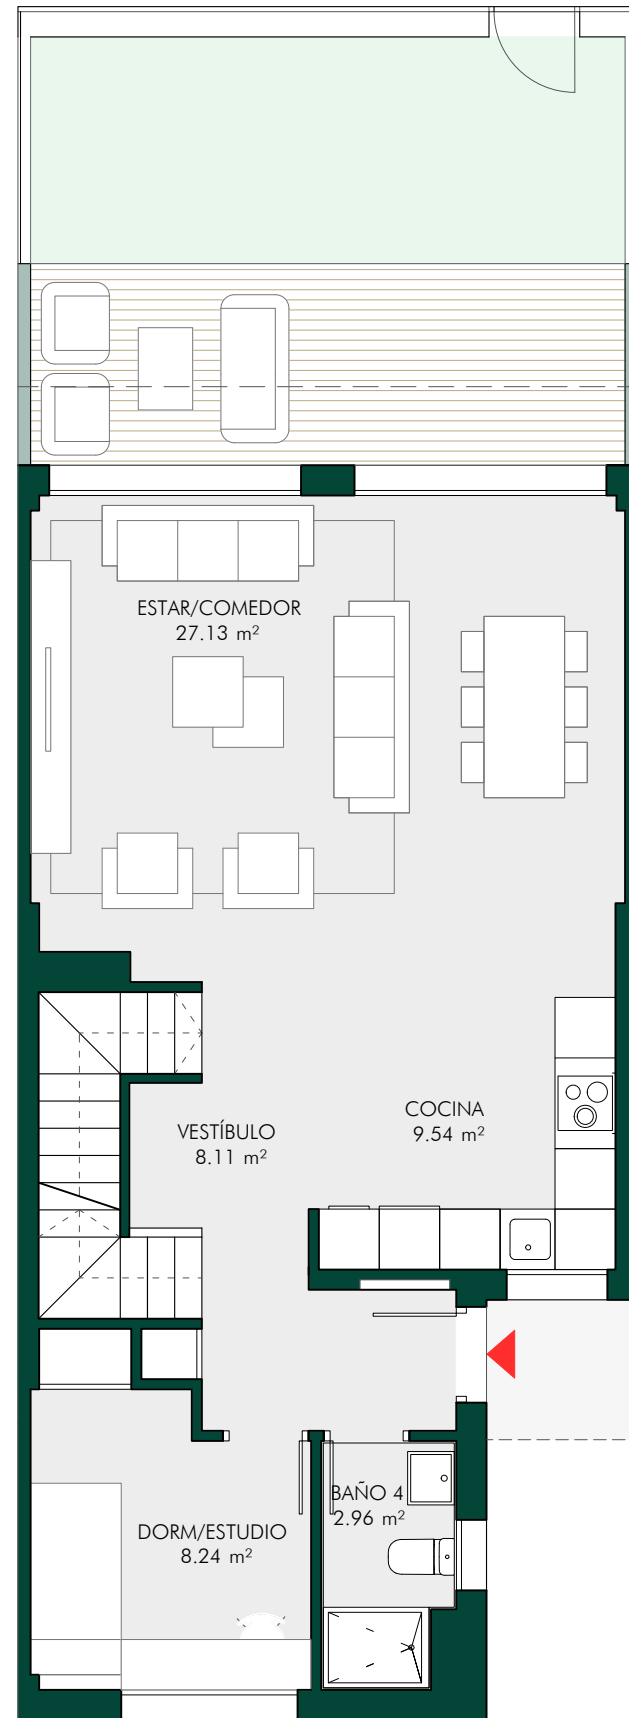 ESTAR/COMEDOR
27.13 m²
COCINA
9.54 m²
VESTÍBULO
8.11 m²
BAÑO 4
2.96 m²
DORM/ESTUDIO
8.24 m²